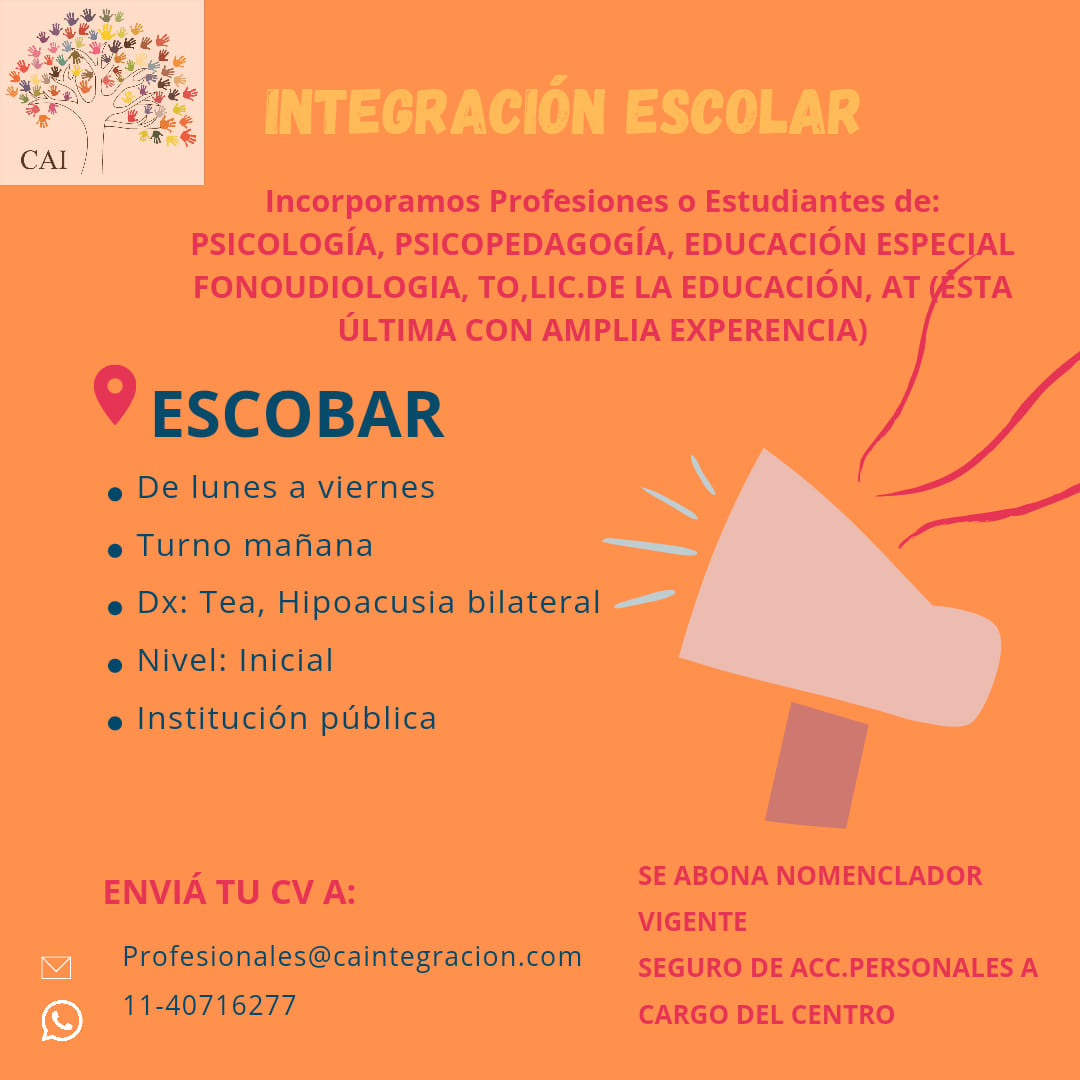 CAI
INTEGRACIÓN ESCOLAR
Incorporamos Profesiones o Estudiantes de:
PSICOLOGÍA, PSICOPEDAGOGÍA, EDUCACIÓN ESPECIAL
FONOUDIOLOGIA, TO,LIC.DE LA EDUCACIÓN, AT (ÉSTA
ÚLTIMA CON AMPLIA EXPERENCIA)
ESCOBAR
De lunes a viernes
Turno mañana
Dx: Tea, Hipoacusia bilateral
Nivel: Inicial
Institución pública
ENVIÁ TU CV A:
Profesionales@caintegracion.com
11-40716277
SE ABONA NOMENCLADOR
VIGENTE
SEGURO DE ACC.PERSONALES A
CARGO DEL CENTRO